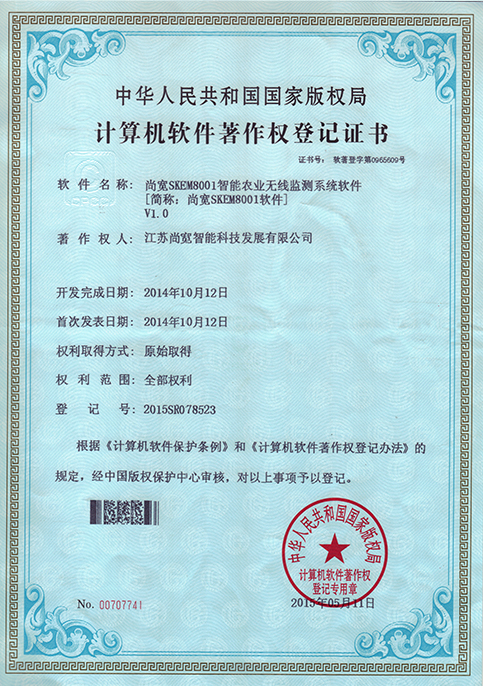 中华人民共和国国家版权局
计算机软件著作权登记证书
证书号： 软著登字第0965609号
软件名称： 尚宽SKEM8001智能农业无线监测系统软件
[简称：尚宽SKEM8001软件]
V1.0
著作权人： 江苏尚宽智能科技发展有限公司
开发完成日期： 2014年10月12日
首次发表日期： 2014年10月12日
权利取得方式： 原始取得
权利范围： 全部权利
登记号： 2015SR078523
根据《计算机软件保护条例》和《计算机软件著作权登记办法》的
规定，经中国版权保护中心审核，对以上事项予以登记。
中华人民共和国国家版权局
计算机软件著作权
登记专用章
No. 00707741
2015年05月11日